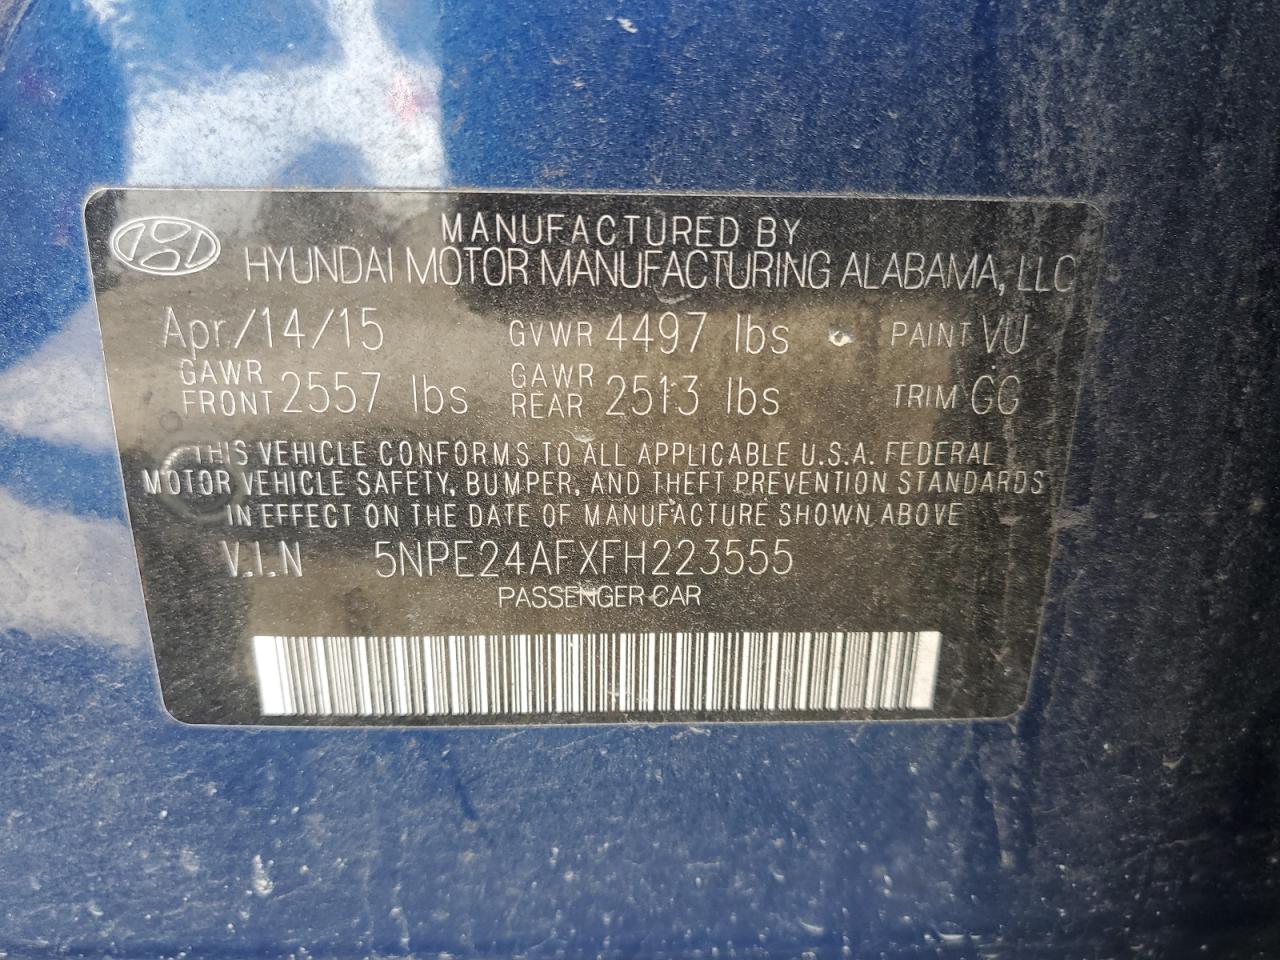 MANUFACTURED BY
HYUNDAI MOTOR MANUFACTURING ALABAMA, LLC
Apr/14/15 GVWR 4497 lbs PAINT VU
GAWR FRONT 2557 lbs GAWR REAR 2513 lbs TRIM GG
THIS VEHICLE CONFORMS TO ALL APPLICABLE U.S.A. FEDERAL
MOTOR VEHICLE SAFETY, BUMPER, AND THEFT PREVENTION STANDARDS
IN EFFECT ON THE DATE OF MANUFACTURE SHOWN ABOVE
V.I.N 5NPE24AFXFH223555
PASSENGER CAR